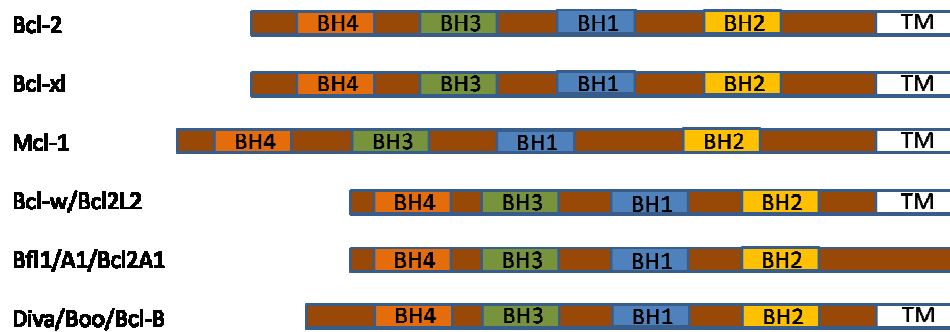 Bcl-2 BH4 BH3 BH1 BH2 TM
Bcl-xl BH4 BH3 BH1 BH2 TM
Mcl-1 BH4 BH3 BH1 BH2 TM
Bcl-w/Bcl2L2 BH4 BH3 BH1 BH2 TM
Bfl1/A1/Bcl2A1 BH4 BH3 BH1 BH2
Diva/Boo/Bcl-B BH4 BH3 BH1 BH2 TM